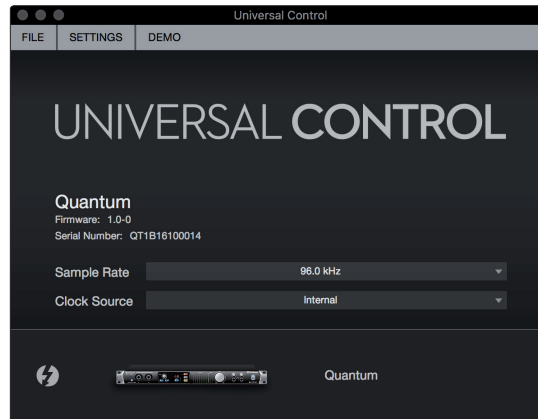 Universal Control
FILE SETTINGS DEMO
UNIVERSAL CONTROL
Quantum
Firmware: 1.0-0
Serial Number: QT1B16100014
Sample Rate 96.0 kHz
Clock Source Internal
Quantum